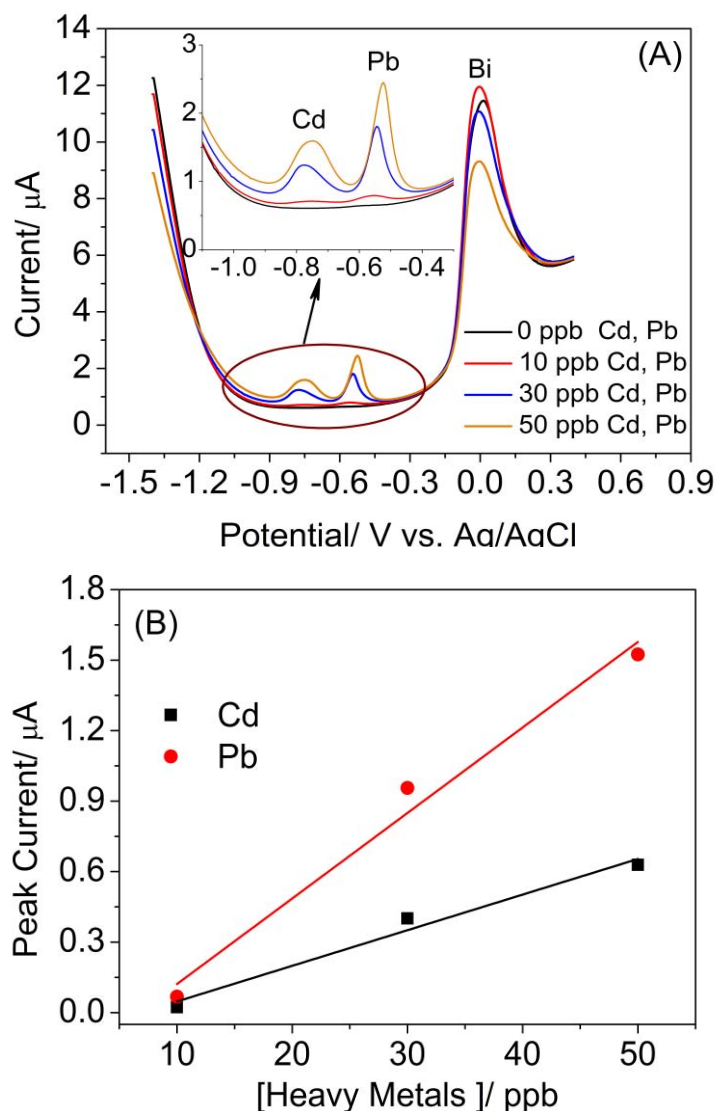 (A)
Current/ μA
14
12
10
8
6
4
2
0
-1.5 -1.2 -0.9 -0.6 -0.3 0.0 0.3 0.6 0.9
Potential/ V vs. Ag/AgCl
3
2
1
0
-1.0 -0.8 -0.6 -0.4
Cd
Pb
Bi
0 ppb Cd, Pb
10 ppb Cd, Pb
30 ppb Cd, Pb
50 ppb Cd, Pb
(B)
Peak Current/ μA
1.8
1.5
1.2
0.9
0.6
0.3
0.0
Cd
Pb
10 20 30 40 50
[Heavy Metals ]/ ppb